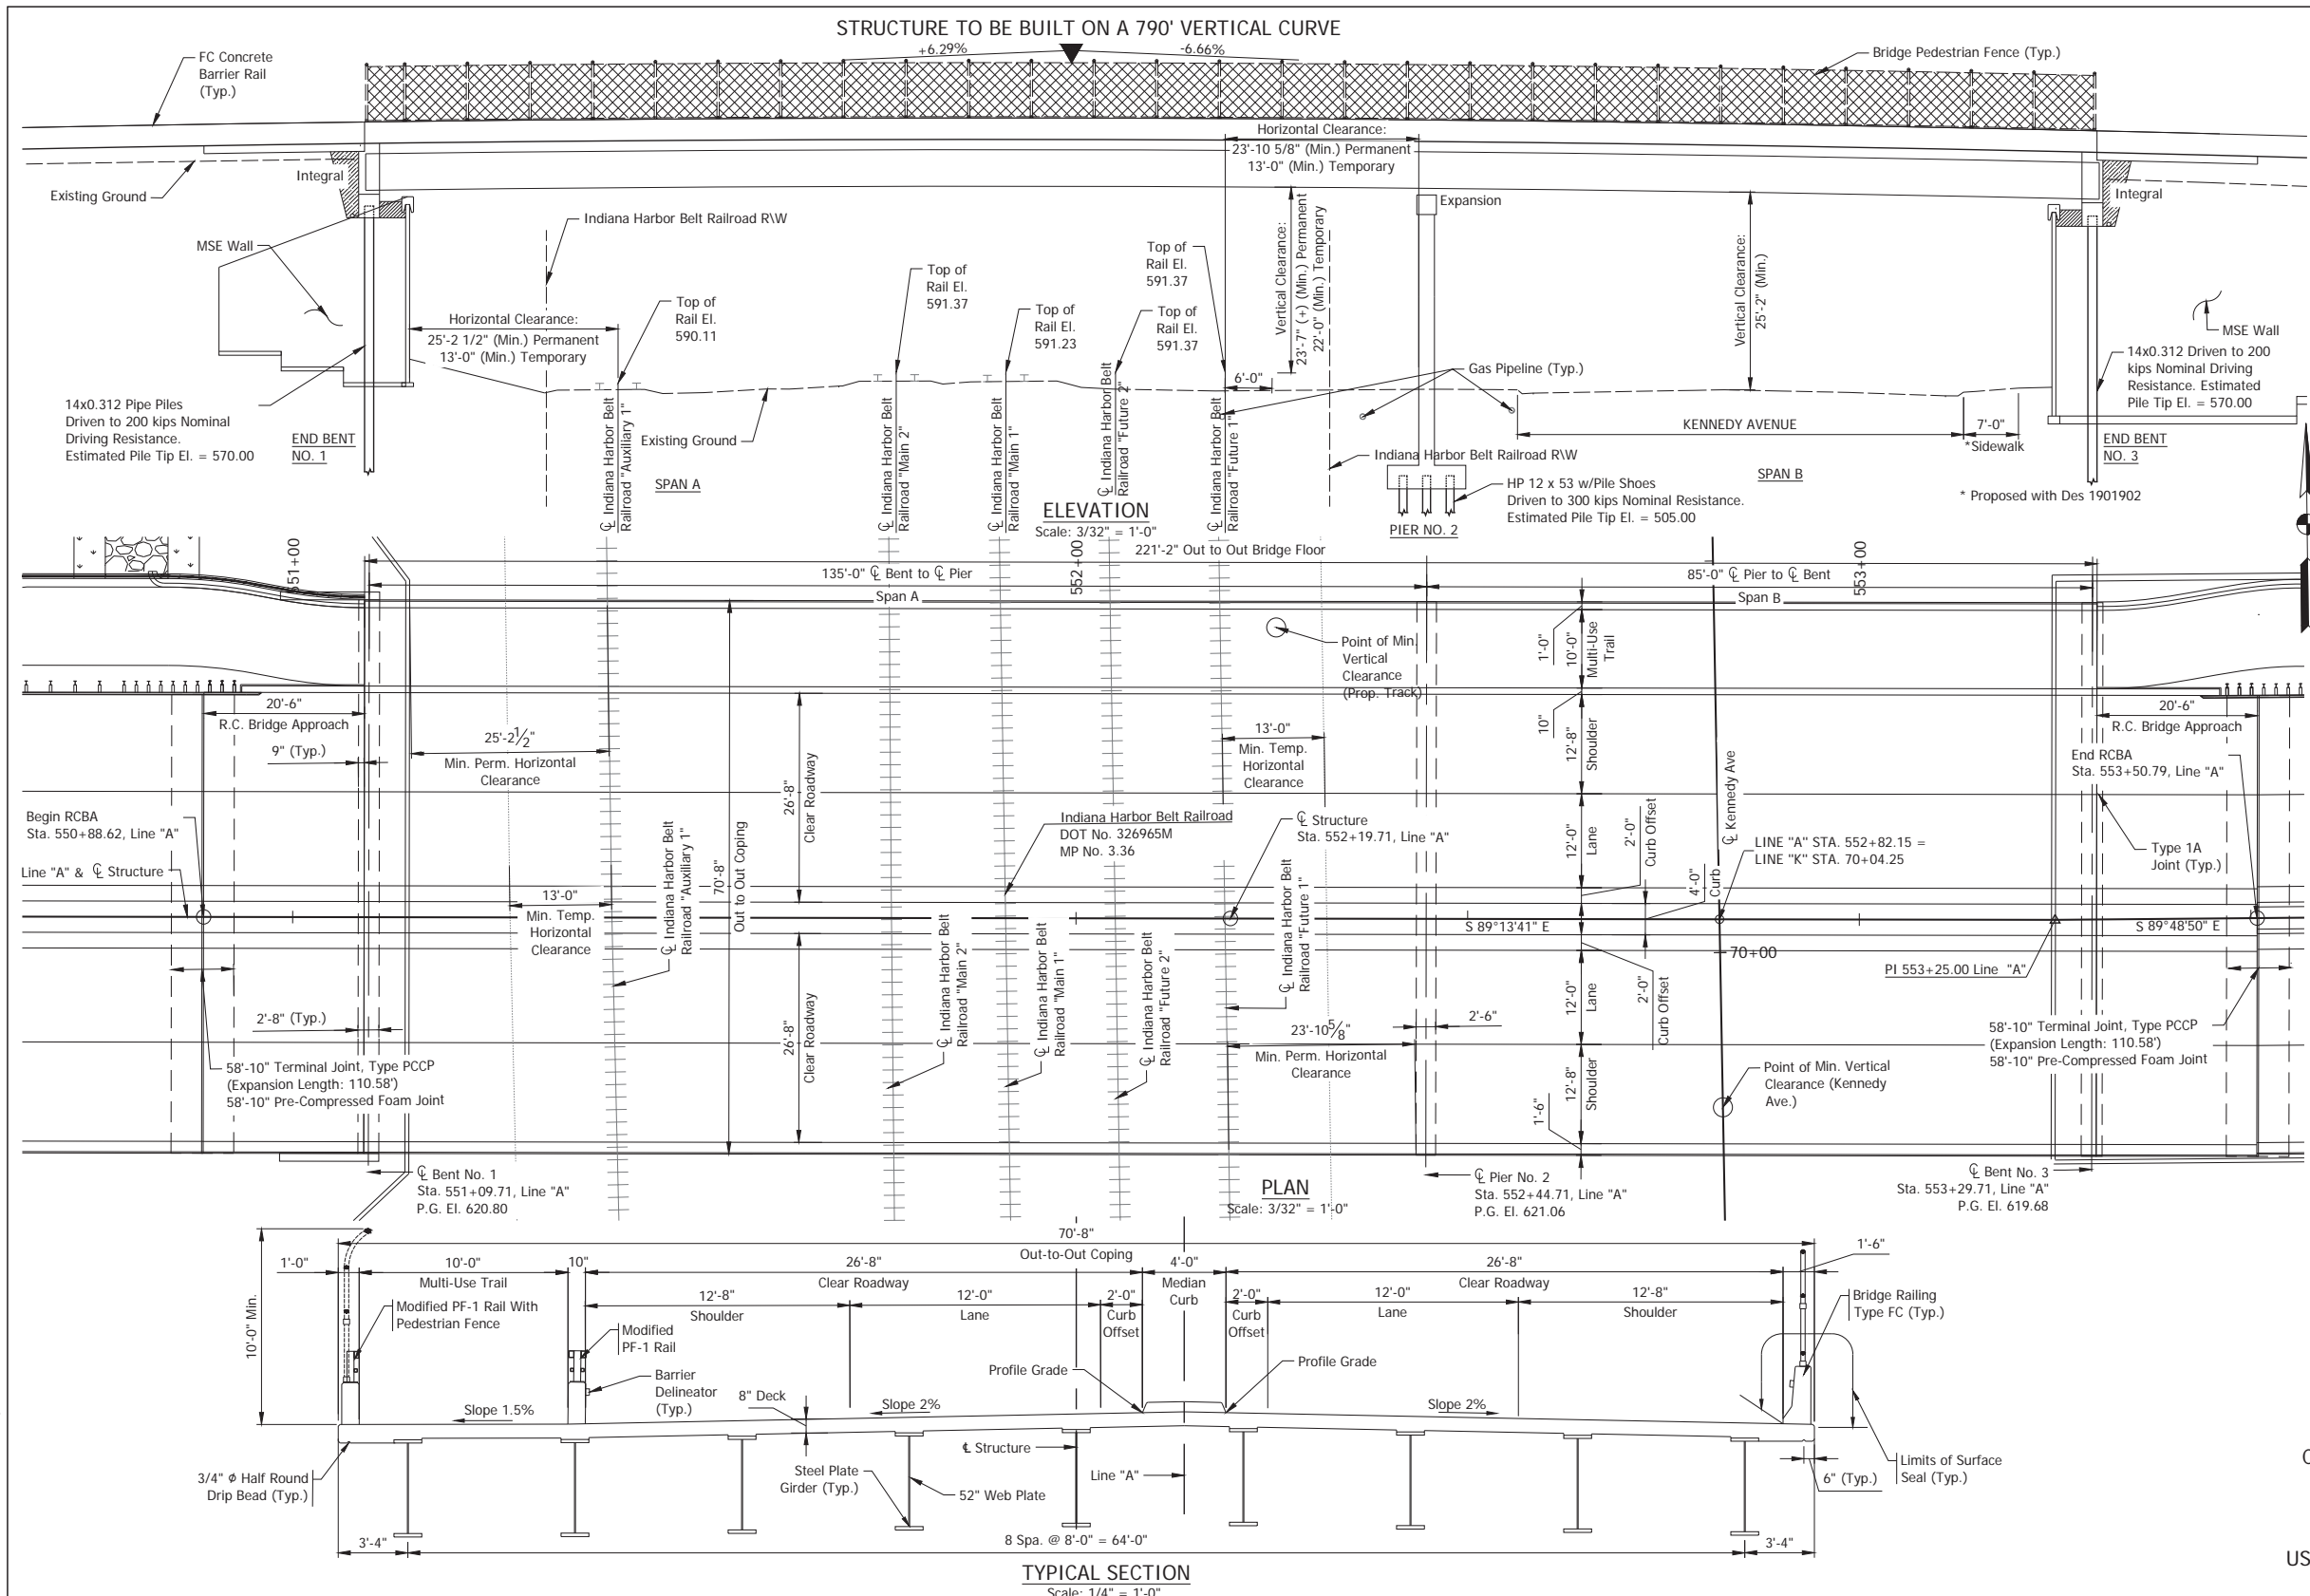 STRUCTURE TO BE BUILT ON A 790' VERTICAL CURVE
+6.29%
-6.66%
FC Concrete
Barrier Rail
(Typ.)
Bridge Pedestrian Fence (Typ.)
Horizontal Clearance:
23'-10 5/8" (Min.) Permanent
13'-0" (Min.) Temporary
Integral
Existing Ground
Integral
Expansion
Indiana Harbor Belt Railroad R\W
MSE Wall
Vertical Clearance:
23'-7" (+) (Min.) Permanent
22'-0" (Min.) Temporary
Vertical Clearance:
25'-2" (Min.)
Top of
Rail El.
591.37
Top of
Rail El.
591.37
Top of
Rail El.
590.11
Top of
Rail El.
591.23
Top of
Rail El.
591.37
Horizontal Clearance:
25'-2 1/2" (Min.) Permanent
13'-0" (Min.) Temporary
MSE Wall
14x0.312 Driven to 200
kips Nominal Driving
Resistance. Estimated
Pile Tip El. = 570.00
6'-0"
Gas Pipeline (Typ.)
14x0.312 Pipe Piles
Driven to 200 kips Nominal
Driving Resistance.
Estimated Pile Tip El. = 570.00
END BENT
NO. 1
Existing Ground
KENNEDY AVENUE
7'-0"
*Sidewalk
END BENT
NO. 3
SPAN A
℄ Indiana Harbor Belt
Railroad "Auxiliary 1"
℄ Indiana Harbor Belt
Railroad "Main 2"
℄ Indiana Harbor Belt
Railroad "Main 1"
℄ Indiana Harbor Belt
Railroad "Future 2"
℄ Indiana Harbor Belt
Railroad "Future 1"
Indiana Harbor Belt Railroad R\W
SPAN B
HP 12 x 53 w/Pile Shoes
Driven to 300 kips Nominal Resistance.
Estimated Pile Tip El. = 505.00
* Proposed with Des 1901902
PIER NO. 2
ELEVATION
Scale: 3/32" = 1'-0"
551+00
552+00
553+00
221'-2" Out to Out Bridge Floor
135'-0" ℄ Bent to ℄ Pier
85'-0" ℄ Pier to ℄ Bent
Span A
Span B
Point of Min.
Vertical
Clearance
(Prop. Track)
1'-0"
10'-0"
Multi-Use
Trail
20'-6"
R.C. Bridge Approach
9" (Typ.)
25'-2½"
Min. Perm. Horizontal
Clearance
13'-0"
Min. Temp.
Horizontal
Clearance
10"
12'-8"
Shoulder
20'-6"
R.C. Bridge Approach
End RCBA
Sta. 553+50.79, Line "A"
26'-8"
Clear Roadway
℄ Kennedy Ave
Begin RCBA
Sta. 550+88.62, Line "A"
Indiana Harbor Belt Railroad
DOT No. 326965M
MP No. 3.36
℄ Structure
Sta. 552+19.71, Line "A"
12'-0"
Lane
2'-0"
Curb Offset
LINE "A" STA. 552+82.15 =
LINE "K" STA. 70+04.25
Type 1A
Joint (Typ.)
Line "A" & ℄ Structure
70'-8"
Out to Out Coping
13'-0"
Min. Temp.
Horizontal
Clearance
℄ Indiana Harbor Belt
Railroad "Auxiliary 1"
℄ Indiana Harbor Belt
Railroad "Main 2"
℄ Indiana Harbor Belt
Railroad "Main 1"
℄ Indiana Harbor Belt
Railroad "Future 2"
℄ Indiana Harbor Belt
Railroad "Future 1"
4'-0"
Curb
S 89°13'41" E
S 89°48'50" E
70+00
PI 553+25.00 Line "A"
2'-8" (Typ.)
26'-8"
Clear Roadway
12'-0"
Lane
2'-0"
Curb Offset
23'-10⅝"
Min. Perm. Horizontal
Clearance
2'-6"
58'-10" Terminal Joint, Type PCCP
(Expansion Length: 110.58')
58'-10" Pre-Compressed Foam Joint
12'-8"
Shoulder
1'-6"
Point of Min. Vertical
Clearance (Kennedy
Ave.)
58'-10" Terminal Joint, Type PCCP
(Expansion Length: 110.58')
58'-10" Pre-Compressed Foam Joint
℄ Bent No. 1
Sta. 551+09.71, Line "A"
P.G. El. 620.80
PLAN
Scale: 3/32" = 1'-0"
℄ Pier No. 2
Sta. 552+44.71, Line "A"
P.G. El. 621.06
℄ Bent No. 3
Sta. 553+29.71, Line "A"
P.G. El. 619.68
70'-8"
Out-to-Out Coping
1'-0"
10'-0"
Multi-Use Trail
10"
26'-8"
Clear Roadway
4'-0"
Median
Curb
26'-8"
Clear Roadway
1'-6"
10'-0" Min.
Modified PF-1 Rail With
Pedestrian Fence
12'-8"
Shoulder
12'-0"
Lane
2'-0"
Curb
Offset
2'-0"
Curb
Offset
12'-0"
Lane
12'-8"
Shoulder
Bridge Railing
Type FC (Typ.)
Modified
PF-1 Rail
Barrier
Delineator
(Typ.)
Profile Grade
Profile Grade
8" Deck
Slope 1.5%
Slope 2%
Slope 2%
3/4" ϕ Half Round
Drip Bead (Typ.)
Steel Plate
Girder (Typ.)
52" Web Plate
℄ Structure
Line "A"
6" (Typ.)
Limits of Surface
Seal (Typ.)
3'-4"
8 Spa. @ 8'-0" = 64'-0"
3'-4"
TYPICAL SECTION
Scale: 1/4" = 1'-0"
US